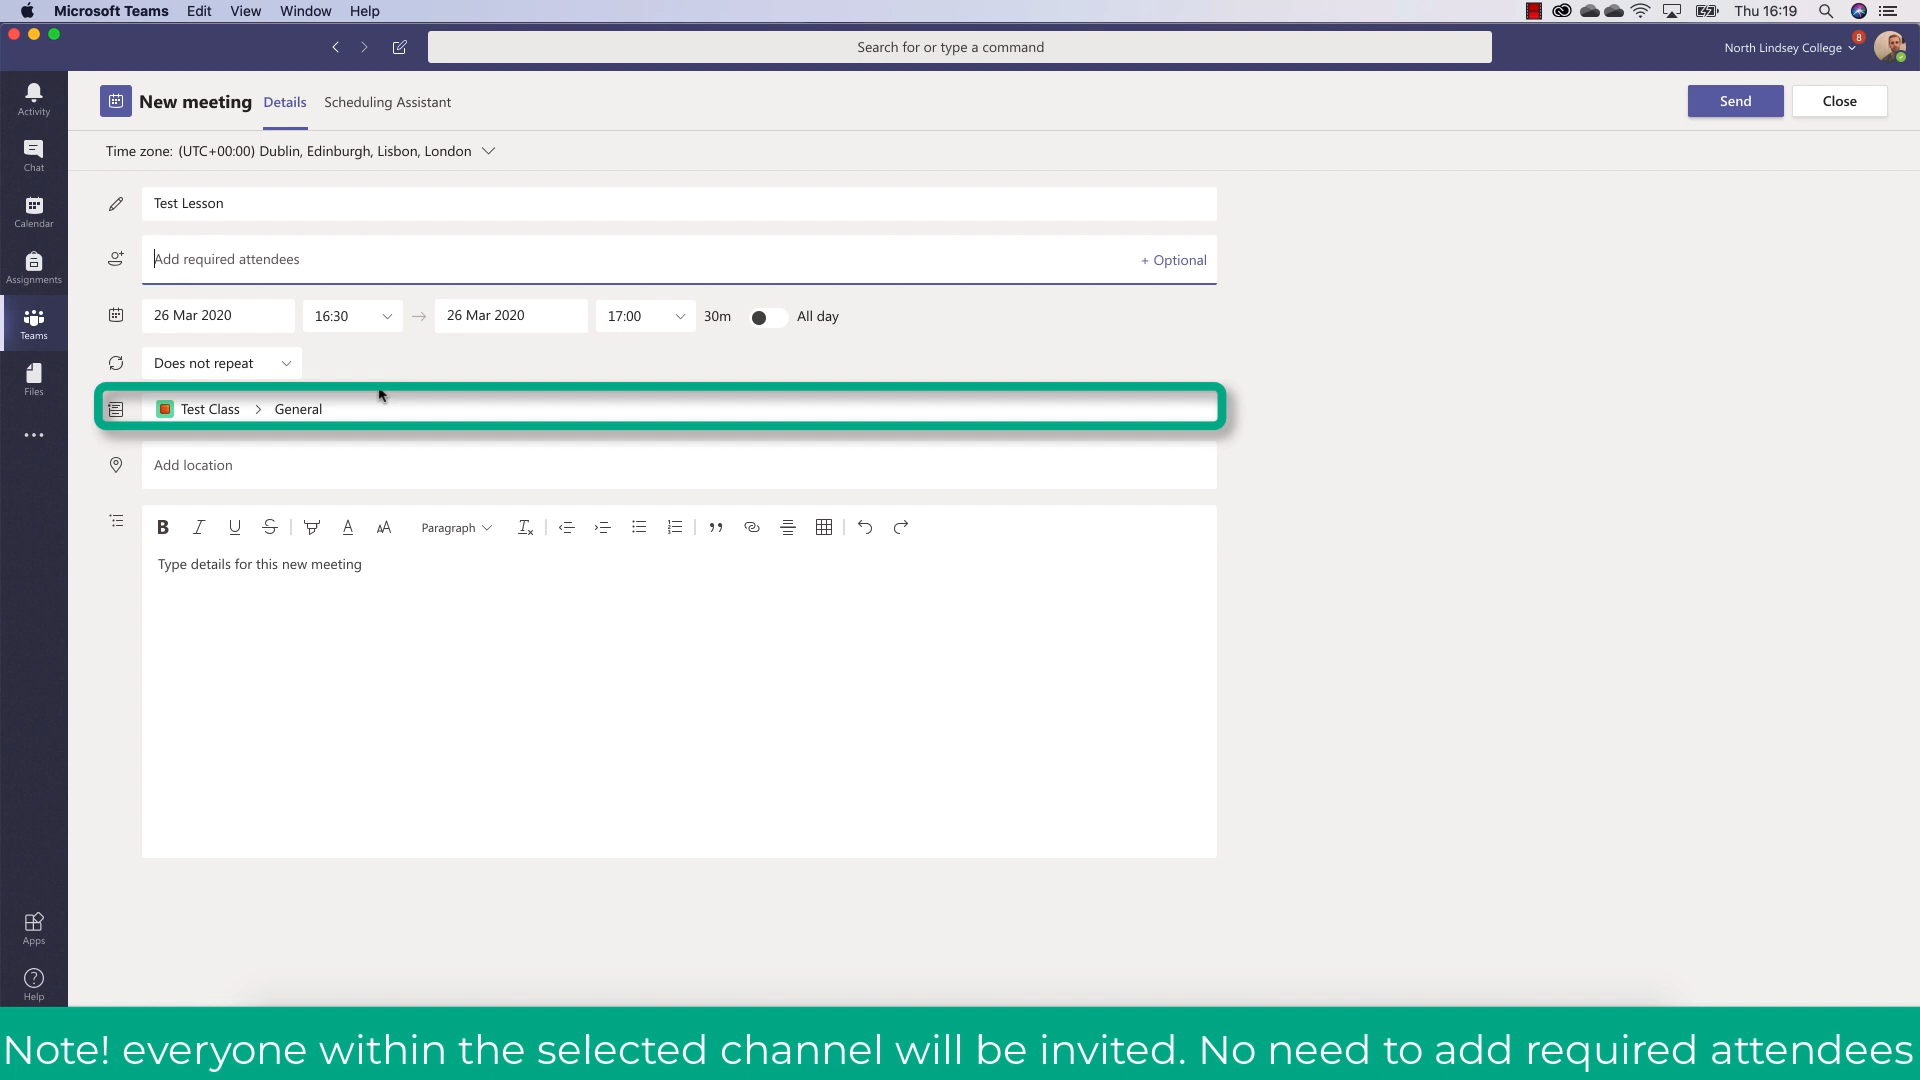 Microsoft Teams Edit View Window Help Thu 16:19
Search for or type a command
North Lindsey College 8
Activity
Chat
Calendar
Assignments
Teams
Files
Apps
Help
New meeting Details Scheduling Assistant Send Close
Time zone: (UTC+00:00) Dublin, Edinburgh, Lisbon, London
Test Lesson
Add required attendees + Optional
26 Mar 2020 16:30 → 26 Mar 2020 17:00 30m All day
Does not repeat
Test Class > General
Add location
B I U S A AA Paragraph
Type details for this new meeting
Note! everyone within the selected channel will be invited. No need to add required attendees